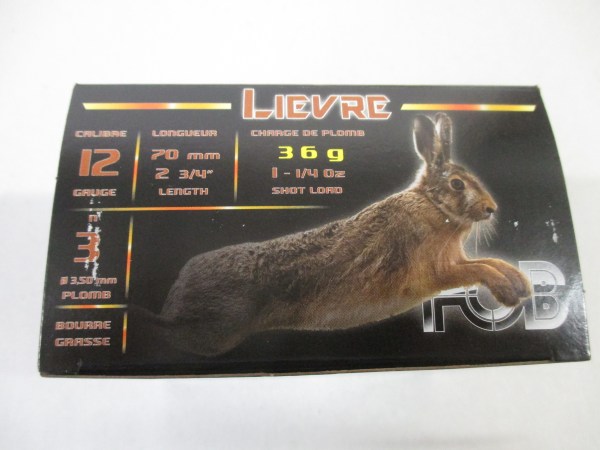 LIEVRE
CALIBRE
12
GAUGE
LONGUEUR
70 mm
2 3/4"
LENGTH
CHARGE DE PLOMB
36 g
1 - 1/4 Oz
SHOT LOAD
n
3
Ø 3,50 mm
PLOMB
BOURRE
GRASSE
FOB